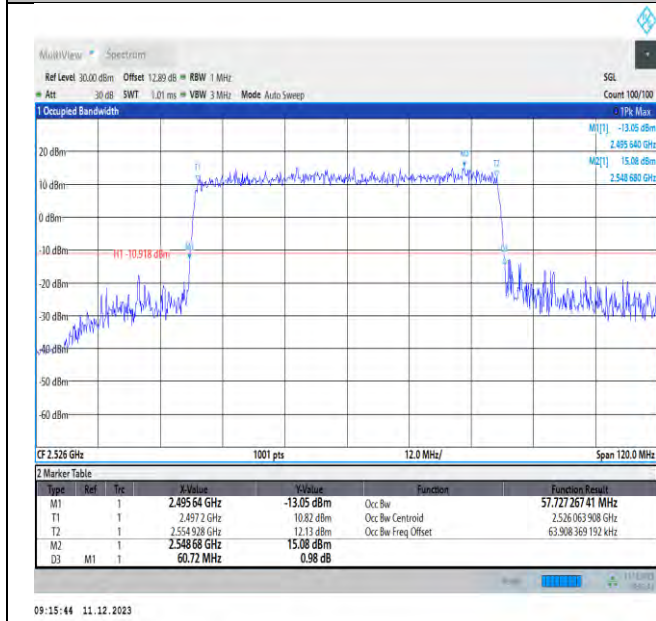 MultiView Spectrum
Ref Level 30.00 dBm Offset 12.89 dB RBW 1 MHz SGL
Att 30 dB SWT 1.01 ms VBW 3 MHz Mode Auto Sweep Count 100/100
1 Occupied Bandwidth 1Pk Max
M1[1] -13.05 dBm
2.495 640 GHz
M2[1] 15.08 dBm
2.548 680 GHz
20 dBm
10 dBm
0 dBm
-10 dBm
H1 -10.918 dBm
-20 dBm
-30 dBm
-40 dBm
-50 dBm
-60 dBm
T1
M2
T2
CF 2.526 GHz 1001 pts 12.0 MHz/ Span 120.0 MHz
2 Marker Table
Type Ref Trc X-Value Y-Value Function Function Result
M1 1 2.495 64 GHz -13.05 dBm Occ Bw 57.727 267 41 MHz
T1 1 2.497 2 GHz 10.82 dBm Occ Bw Centroid 2.526 063 908 GHz
T2 1 2.554 928 GHz 12.13 dBm Occ Bw Freq Offset 63.908 369 192 kHz
M2 1 2.548 68 GHz 15.08 dBm
D3 M1 1 60.72 MHz 0.98 dB
09:15:44 11.12.2023